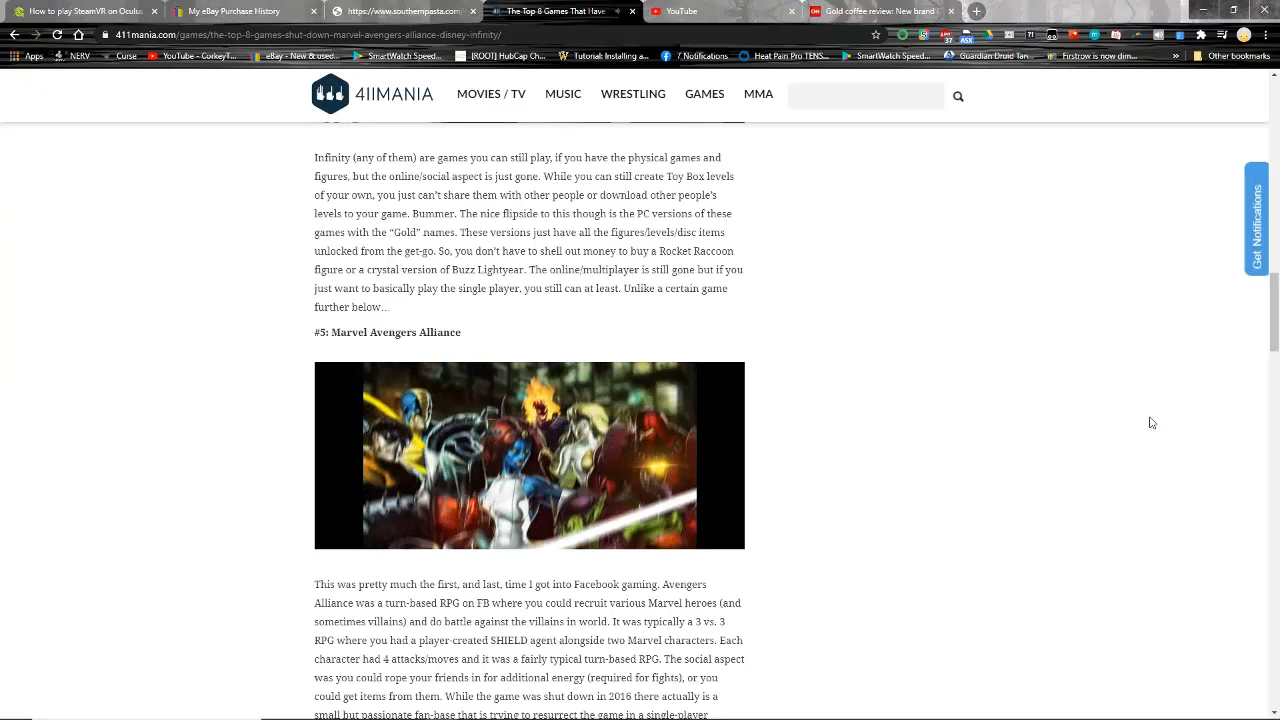 How to play SteamVR on Oculus
My eBay Purchase History
https://www.southernpasta.com/
The Top 8 Games That Have
YouTube
Gold coffee review: New brand
411mania.com/games/the-top-8-games-shut-down-marvel-avengers-alliance-disney-infinity/
Apps
NERV
Curse
YouTube - CorkeyT...
eBay - New & used...
SmartWatch Speed...
[ROOT] HubCap Ch...
Tutorial: Installing a...
7 Notifications
Heat Pain Pro TENS...
SmartWatch Speed...
Guardian Druid Tan...
Firstrow is now dim...
»
Other bookmarks
411MANIA
MOVIES / TV
MUSIC
WRESTLING
GAMES
MMA
Infinity (any of them) are games you can still play, if you have the physical games and
figures, but the online/social aspect is just gone. While you can still create Toy Box levels
of your own, you just can't share them with other people or download other people's
levels to your game. Bummer. The nice flipside to this though is the PC versions of these
games with the "Gold" names. These versions just have all the figures/levels/disc items
unlocked from the get-go. So, you don't have to shell out money to buy a Rocket Raccoon
figure or a crystal version of Buzz Lightyear. The online/multiplayer is still gone but if you
just want to basically play the single player, you still can at least. Unlike a certain game
further below…
#5: Marvel Avengers Alliance
This was pretty much the first, and last, time I got into Facebook gaming. Avengers
Alliance was a turn-based RPG on FB where you could recruit various Marvel heroes (and
sometimes villains) and do battle against the villains in world. It was typically a 3 vs. 3
RPG where you had a player-created SHIELD agent alongside two Marvel characters. Each
character had 4 attacks/moves and it was a fairly typical turn-based RPG. The social aspect
was you could rope your friends in for additional energy (required for fights), or you
could get items from them. While the game was shut down in 2016 there actually is a
small but passionate fan-base that is trying to resurrect the game in a single-player
Get Notifications